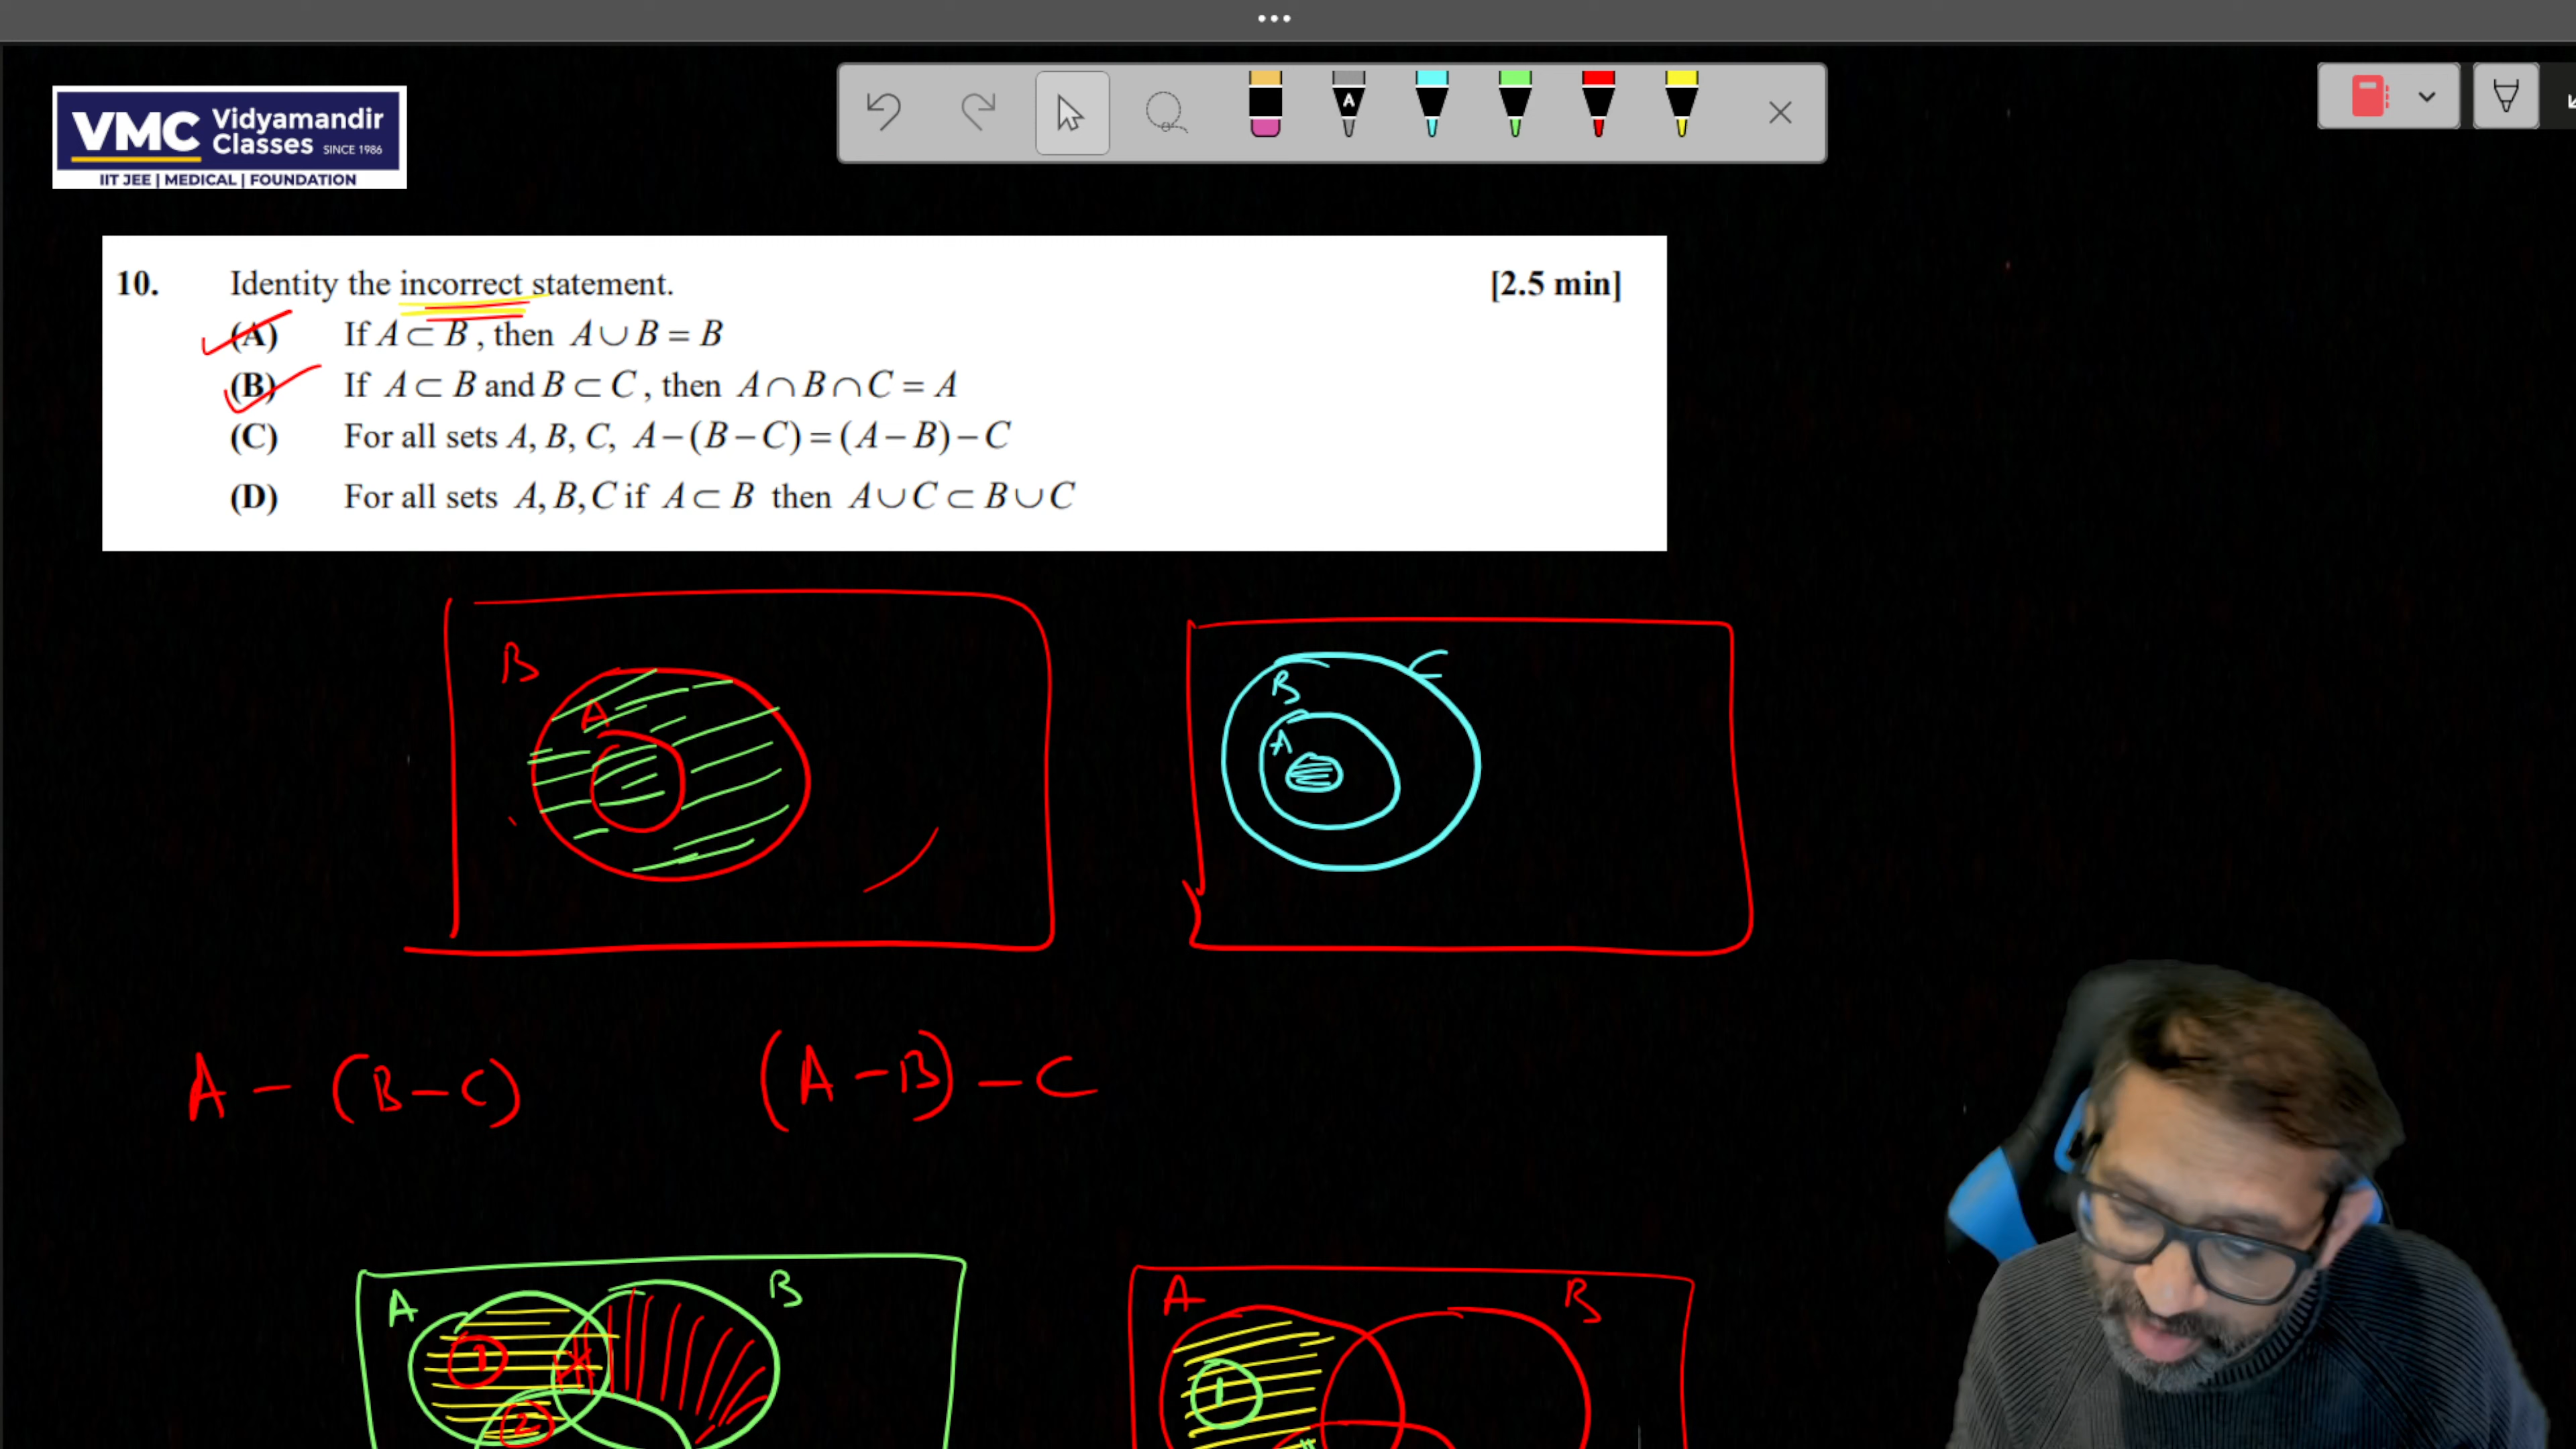 VMC Vidyamandir Classes SINCE 1986
IIT JEE | MEDICAL | FOUNDATION
A
10. Identity the incorrect statement. [2.5 min]
(A) If A ⊂ B , then A ∪ B = B
(B) If A ⊂ B and B ⊂ C , then A ∩ B ∩ C = A
(C) For all sets A, B, C, A − (B − C) = (A − B) − C
(D) For all sets A, B, C if A ⊂ B then A ∪ C ⊂ B ∪ C
B
A
C
B
A
A − (B − C) (A − B) − C
A B
1
2
A B
1